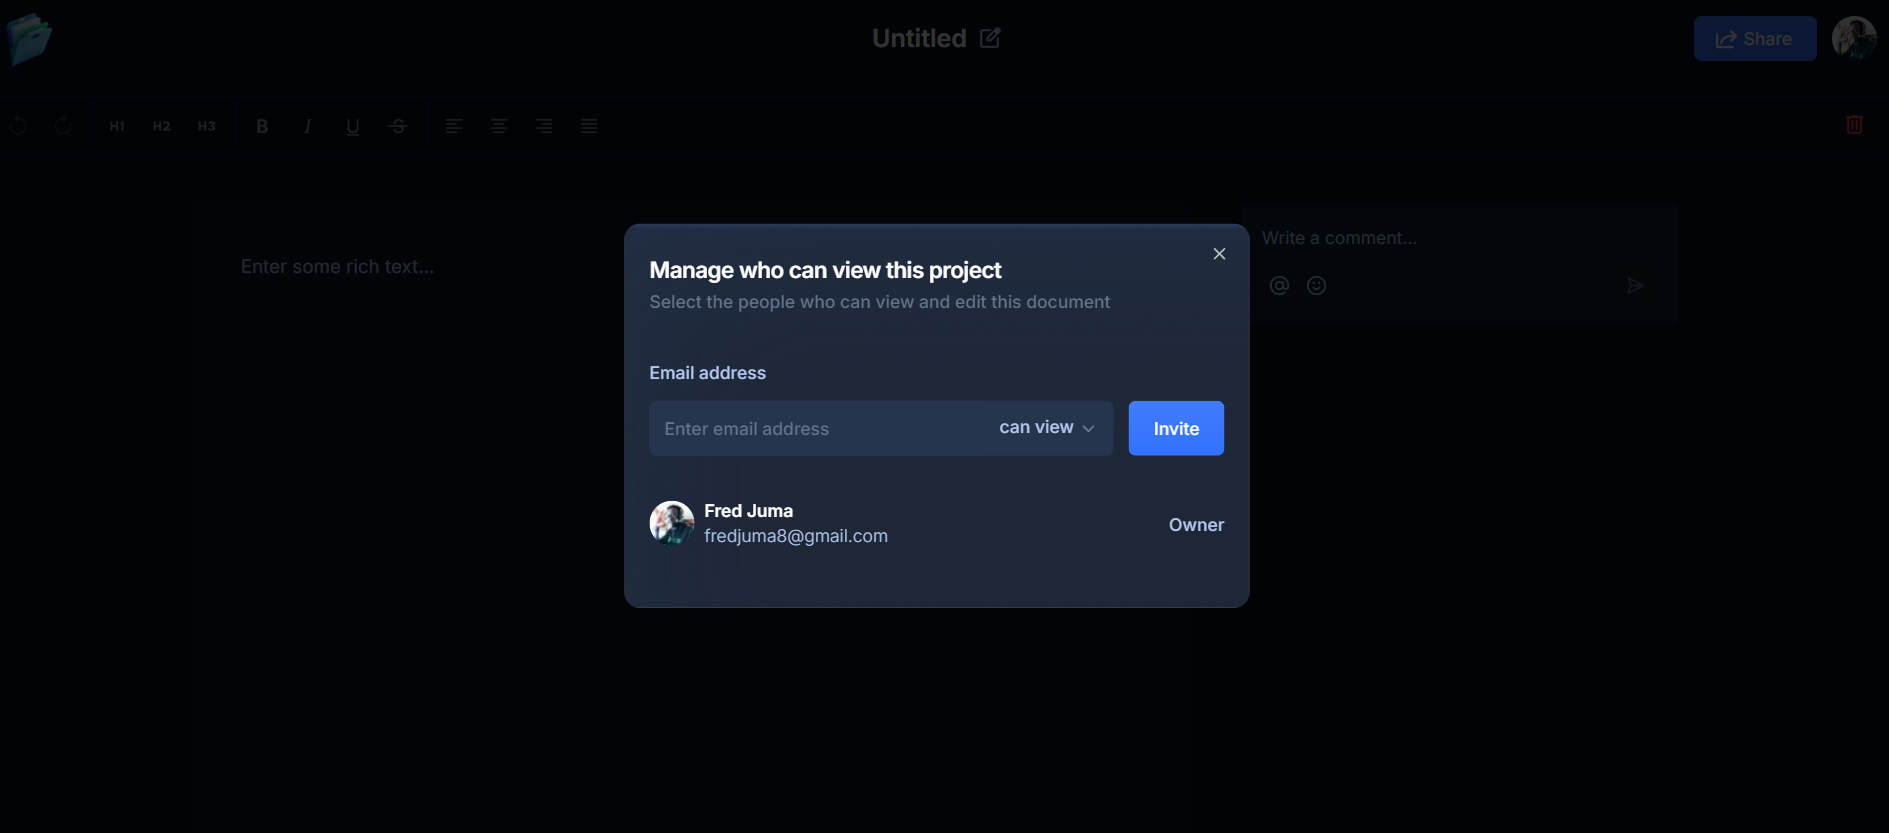 Untitled
Share
H1 H2 H3 B I U S
Enter some rich text...
Write a comment...
Manage who can view this project
Select the people who can view and edit this document
Email address
Enter email address can view Invite
Fred Juma
fredjuma8@gmail.com
Owner